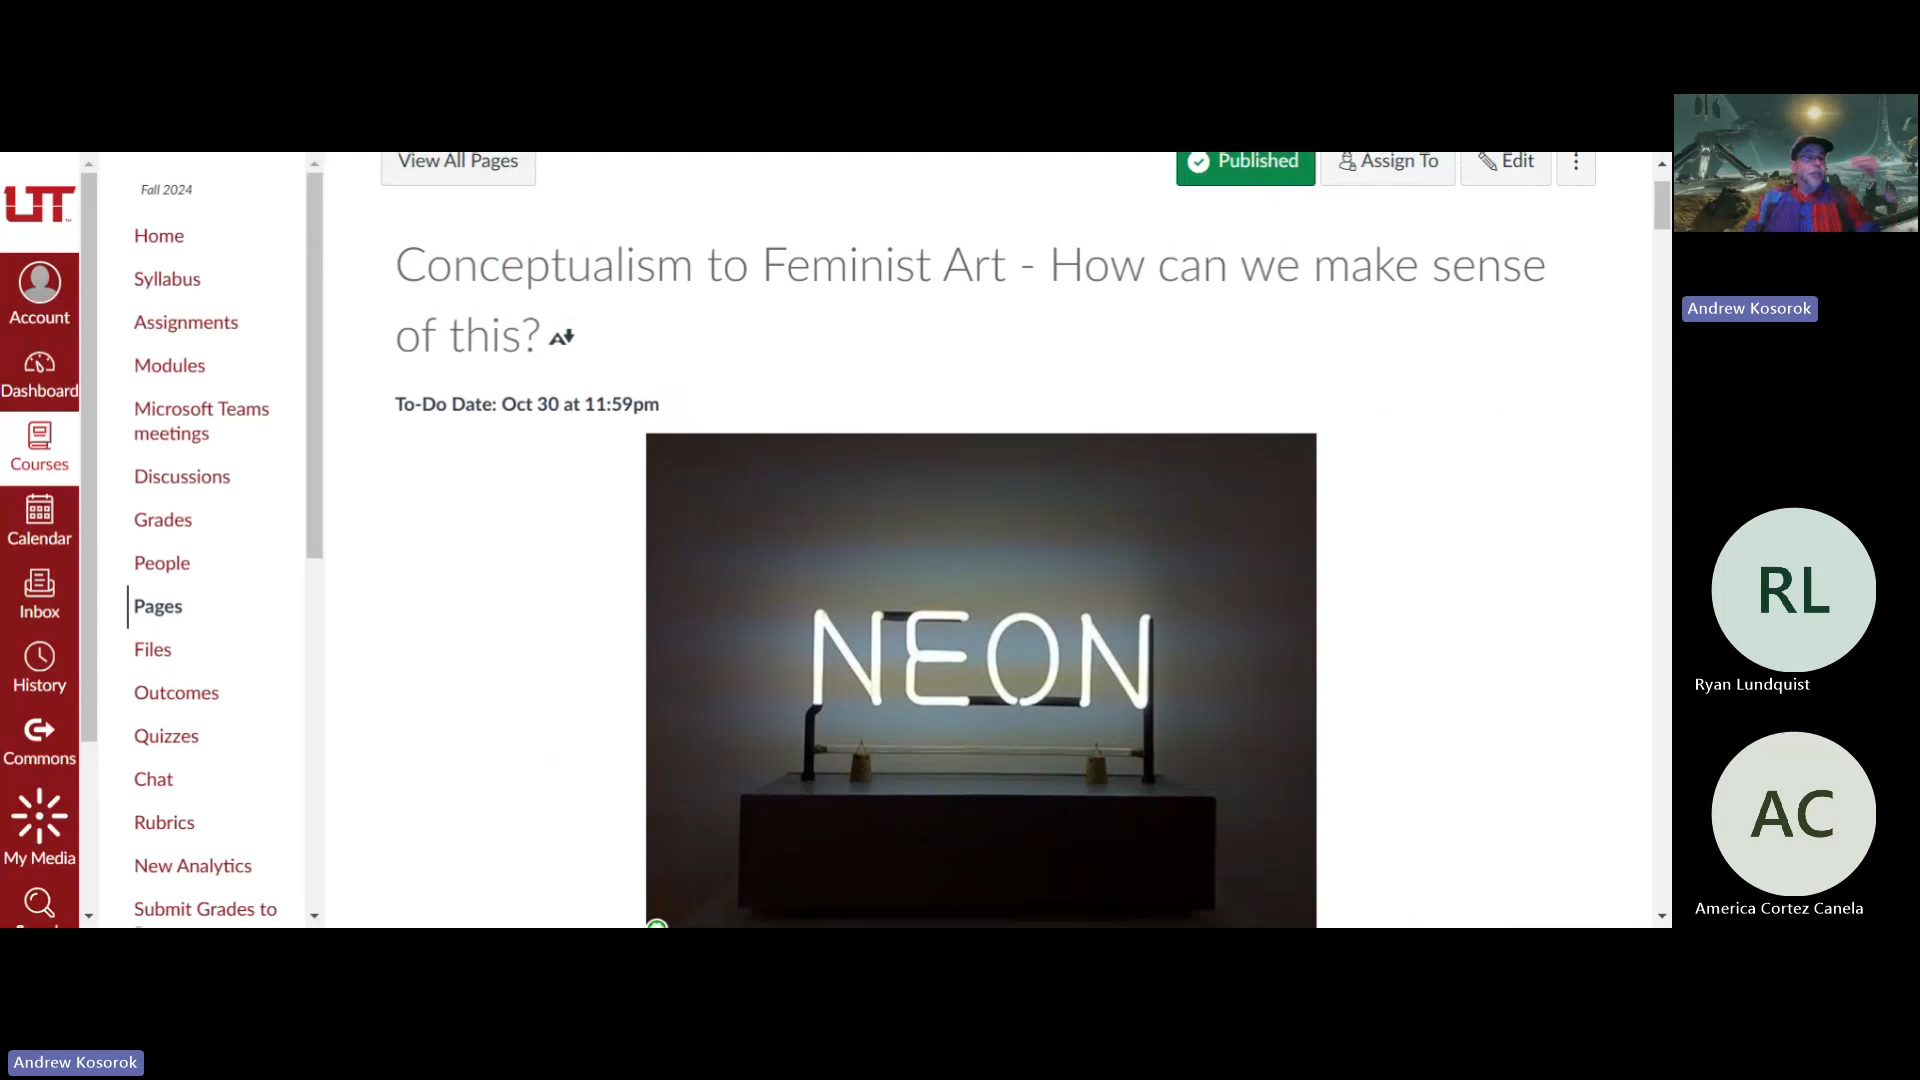 View All Pages
Published
Assign To
Edit
UT
Account
Dashboard
Courses
Calendar
Inbox
History
Commons
My Media
Fall 2024
Home
Syllabus
Assignments
Modules
Microsoft Teams
meetings
Discussions
Grades
People
Pages
Files
Outcomes
Quizzes
Chat
Rubrics
New Analytics
Submit Grades to
Conceptualism to Feminist Art - How can we make sense
of this?
To-Do Date: Oct 30 at 11:59pm
NEON
Andrew Kosorok
RL
Ryan Lundquist
AC
America Cortez Canela
Andrew Kosorok